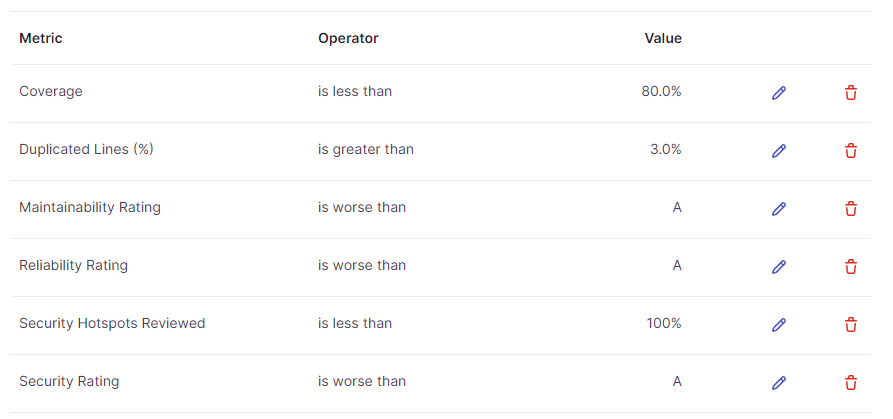 Metric Operator Value
Coverage is less than 80.0%
Duplicated Lines (%) is greater than 3.0%
Maintainability Rating is worse than A
Reliability Rating is worse than A
Security Hotspots Reviewed is less than 100%
Security Rating is worse than A